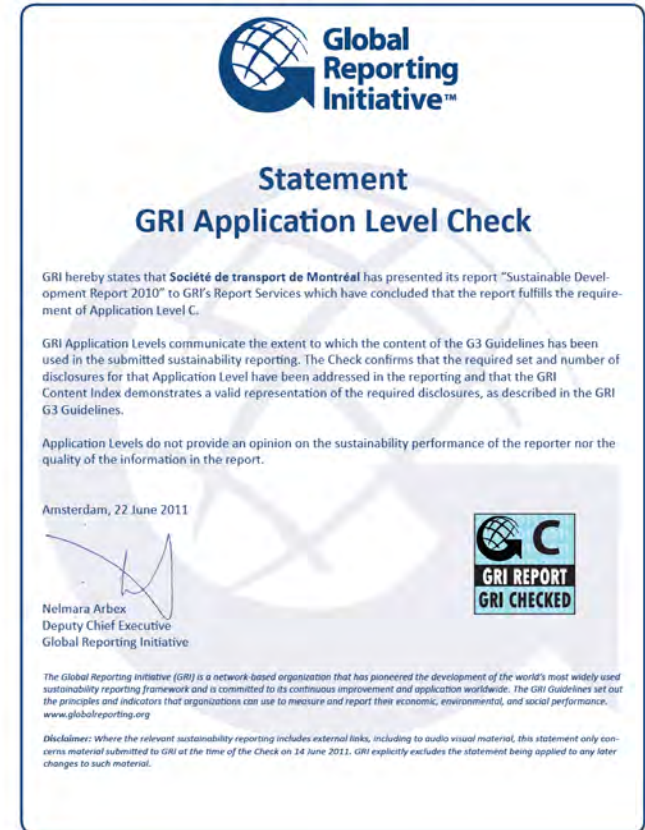 Global
Reporting
Initiative™
Statement
GRI Application Level Check
GRI hereby states that Société de transport de Montréal has presented its report “Sustainable Devel-
opment Report 2010” to GRI’s Report Services which have concluded that the report fulfills the require-
ment of Application Level C.
GRI Application Levels communicate the extent to which the content of the G3 Guidelines has been
used in the submitted sustainability reporting. The Check confirms that the required set and number of
disclosures for that Application Level have been addressed in the reporting and that the GRI
Content Index demonstrates a valid representation of the required disclosures, as described in the GRI
G3 Guidelines.
Application Levels do not provide an opinion on the sustainability performance of the reporter nor the
quality of the information in the report.
Amsterdam, 22 June 2011
Nelmara Arbex
Deputy Chief Executive
Global Reporting Initiative
C
GRI REPORT
GRI CHECKED
The Global Reporting Initiative (GRI) is a network-based organization that has pioneered the development of the world’s most widely used
sustainability reporting framework and is committed to its continuous improvement and application worldwide. The GRI Guidelines set out
the principles and indicators that organizations can use to measure and report their economic, environmental, and social performance.
www.globalreporting.org
Disclaimer: Where the relevant sustainability reporting includes external links, including to audio visual material, this statement only con-
cerns material submitted to GRI at the time of the Check on 14 June 2011. GRI explicitly excludes the statement being applied to any later
changes to such material.